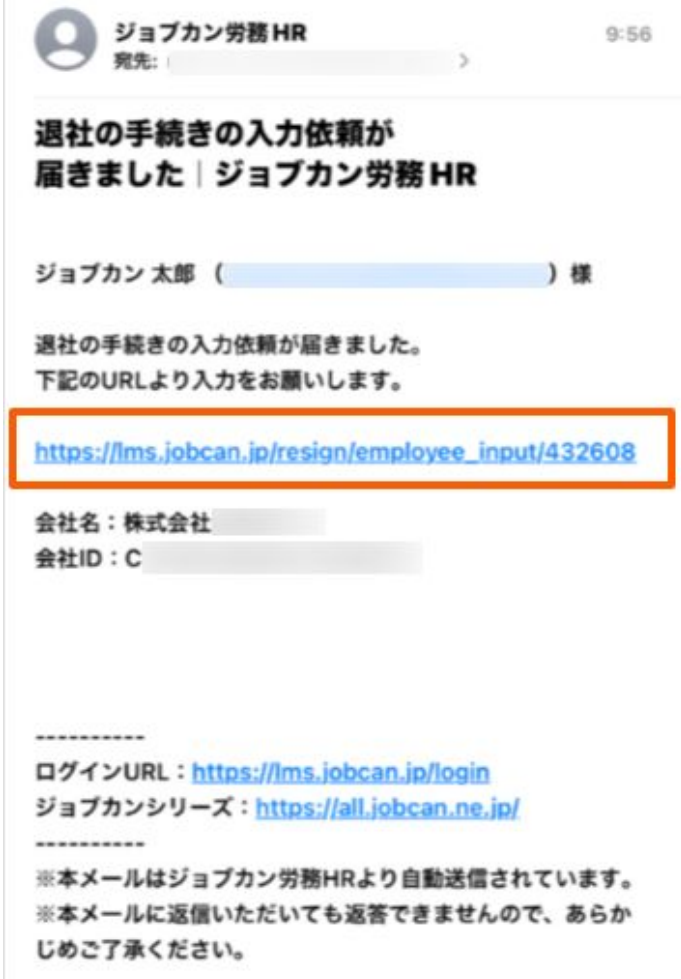 ジョブカン労務HR
9:56
宛先:
退社の手続きの入力依頼が
届きました｜ジョブカン労務HR
ジョブカン 太郎 （ ）様
退社の手続きの入力依頼が届きました。
下記のURLより入力をお願いします。
https://lms.jobcan.jp/resign/employee_input/432608
会社名：株式会社
会社ID：C
----------
ログインURL：https://lms.jobcan.jp/login
ジョブカンシリーズ：https://all.jobcan.ne.jp/
----------
※本メールはジョブカン労務HRより自動送信されています。
※本メールに返信いただいても返答できませんので、あらか
じめご了承ください。